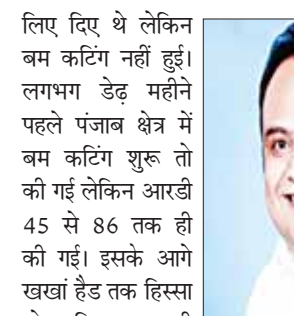 लिए दिए थे लेकिन
बम कटिंग नहीं हुई।
लगभग डेढ़ महीने
पहले पंजाब क्षेत्र में
बम कटिंग शुरू तो
की गई लेकिन आरडी
45 से 86 तक ही
की गई। इसके आगे
खखां हैड तक हिस्सा